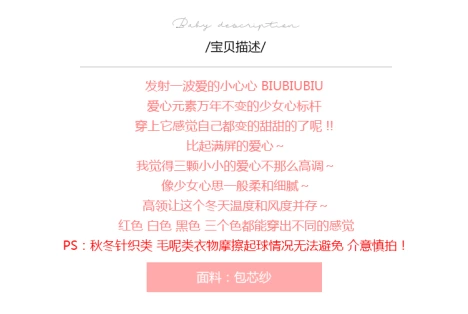 Baby description
/宝贝描述/
发射一波爱的小心心 BIUBIUBIU
爱心元素万年不变的少女心标杆
穿上它感觉自己都变的甜甜的了呢 !!
比起满屏的爱心～
我觉得三颗小小的爱心不那么高调～
像少女心思一般柔和细腻～
高领让这个冬天温度和风度并存～
红色 白色 黑色 三个色都能穿出不同的感觉
PS：秋冬针织类 毛呢类衣物摩擦起球情况无法避免 介意慎拍！
面料：包芯纱